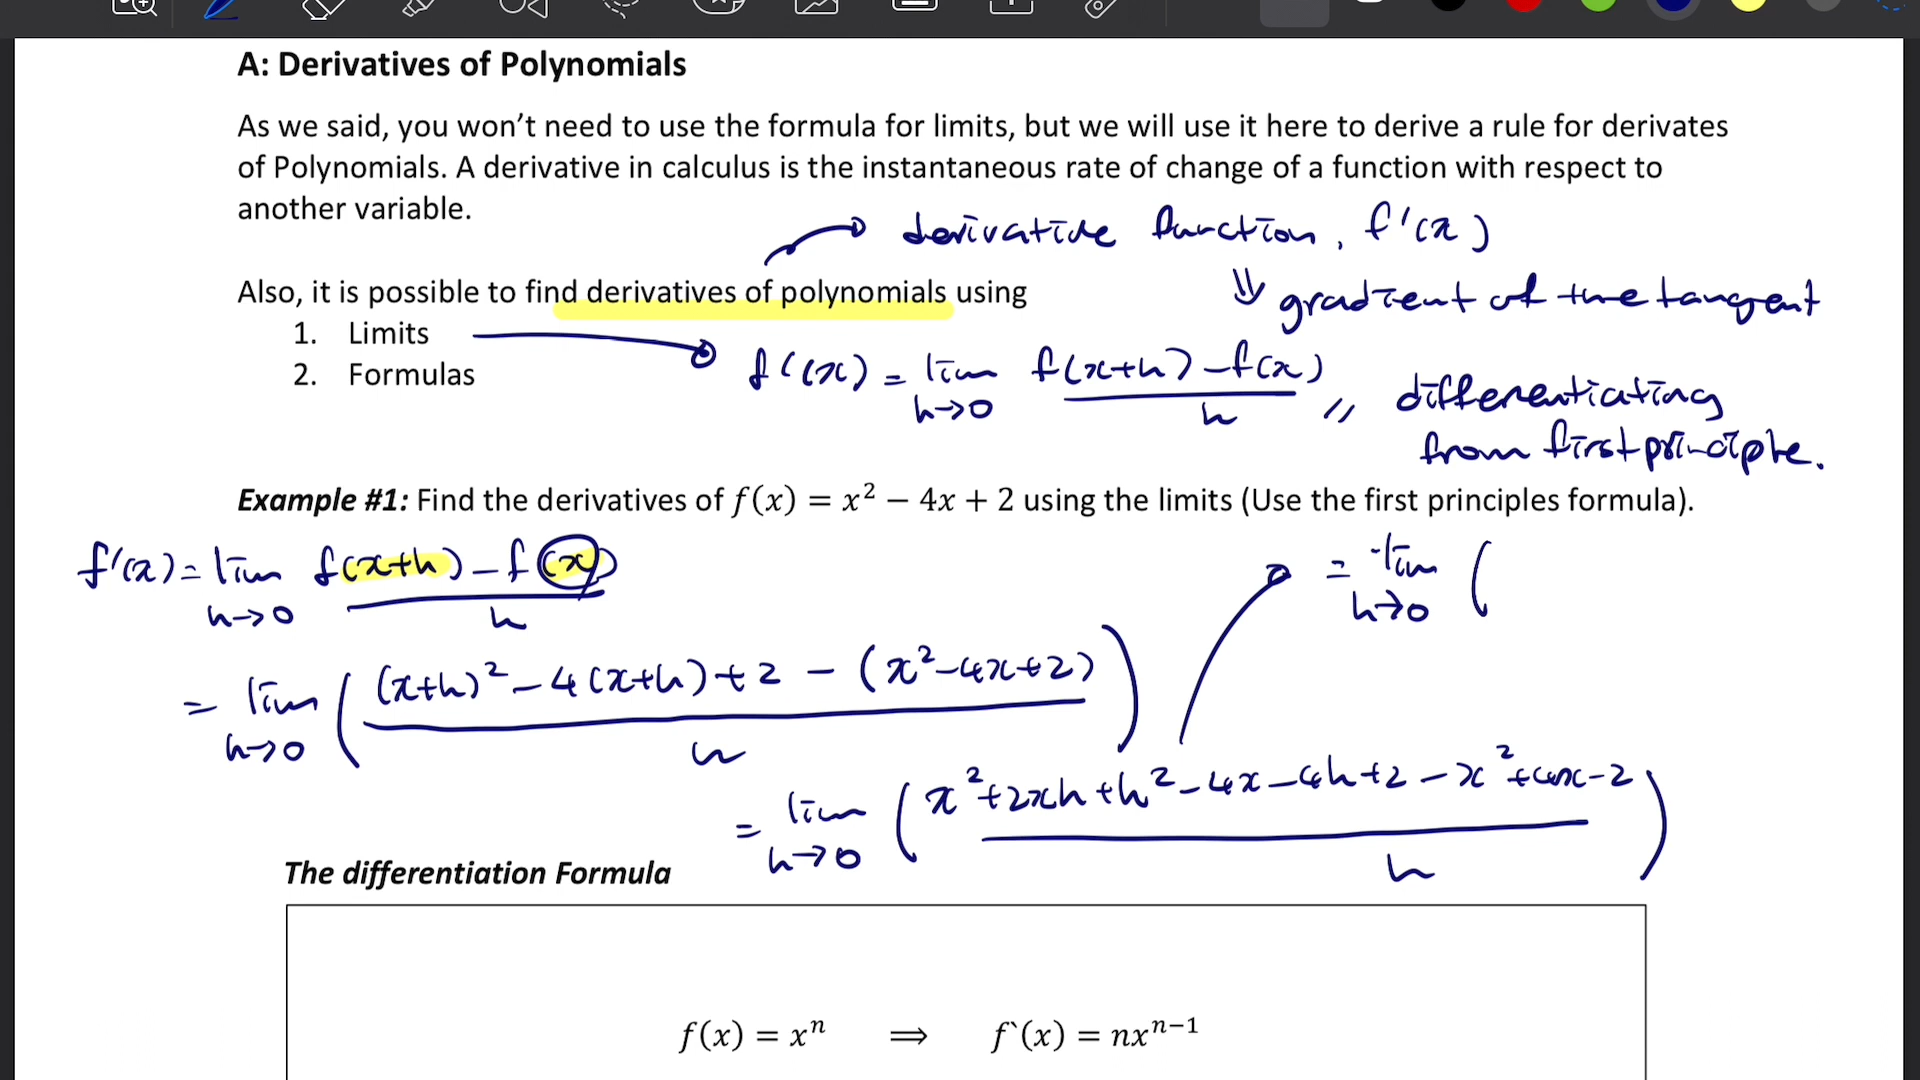 A: Derivatives of Polynomials
As we said, you won’t need to use the formula for limits, but we will use it here to derive a rule for derivates
of Polynomials. A derivative in calculus is the instantaneous rate of change of a function with respect to
another variable.
derivative function, f'(x)
Also, it is possible to find derivatives of polynomials using
⇓ gradient of the tangent
1. Limits
f'(x) = lim h→0 f(x+h) – f(x) / h //
2. Formulas
differentiating
from first principle.
Example #1: Find the derivatives of f(x) = x² − 4x + 2 using the limits (Use the first principles formula).
f'(x) = lim h→0 f(x+h) – f(x) / h
= lim h→0 ( (x+h)² – 4(x+h) + 2 – (x² – 4x + 2) / h )
= lim h→0 ( x² + 2xh + h² – 4x – 4h + 2 – x² + 4x – 2 / h )
= lim h→0 (
The differentiation Formula
f(x) = xⁿ ⟹ f`(x) = nxⁿ⁻¹